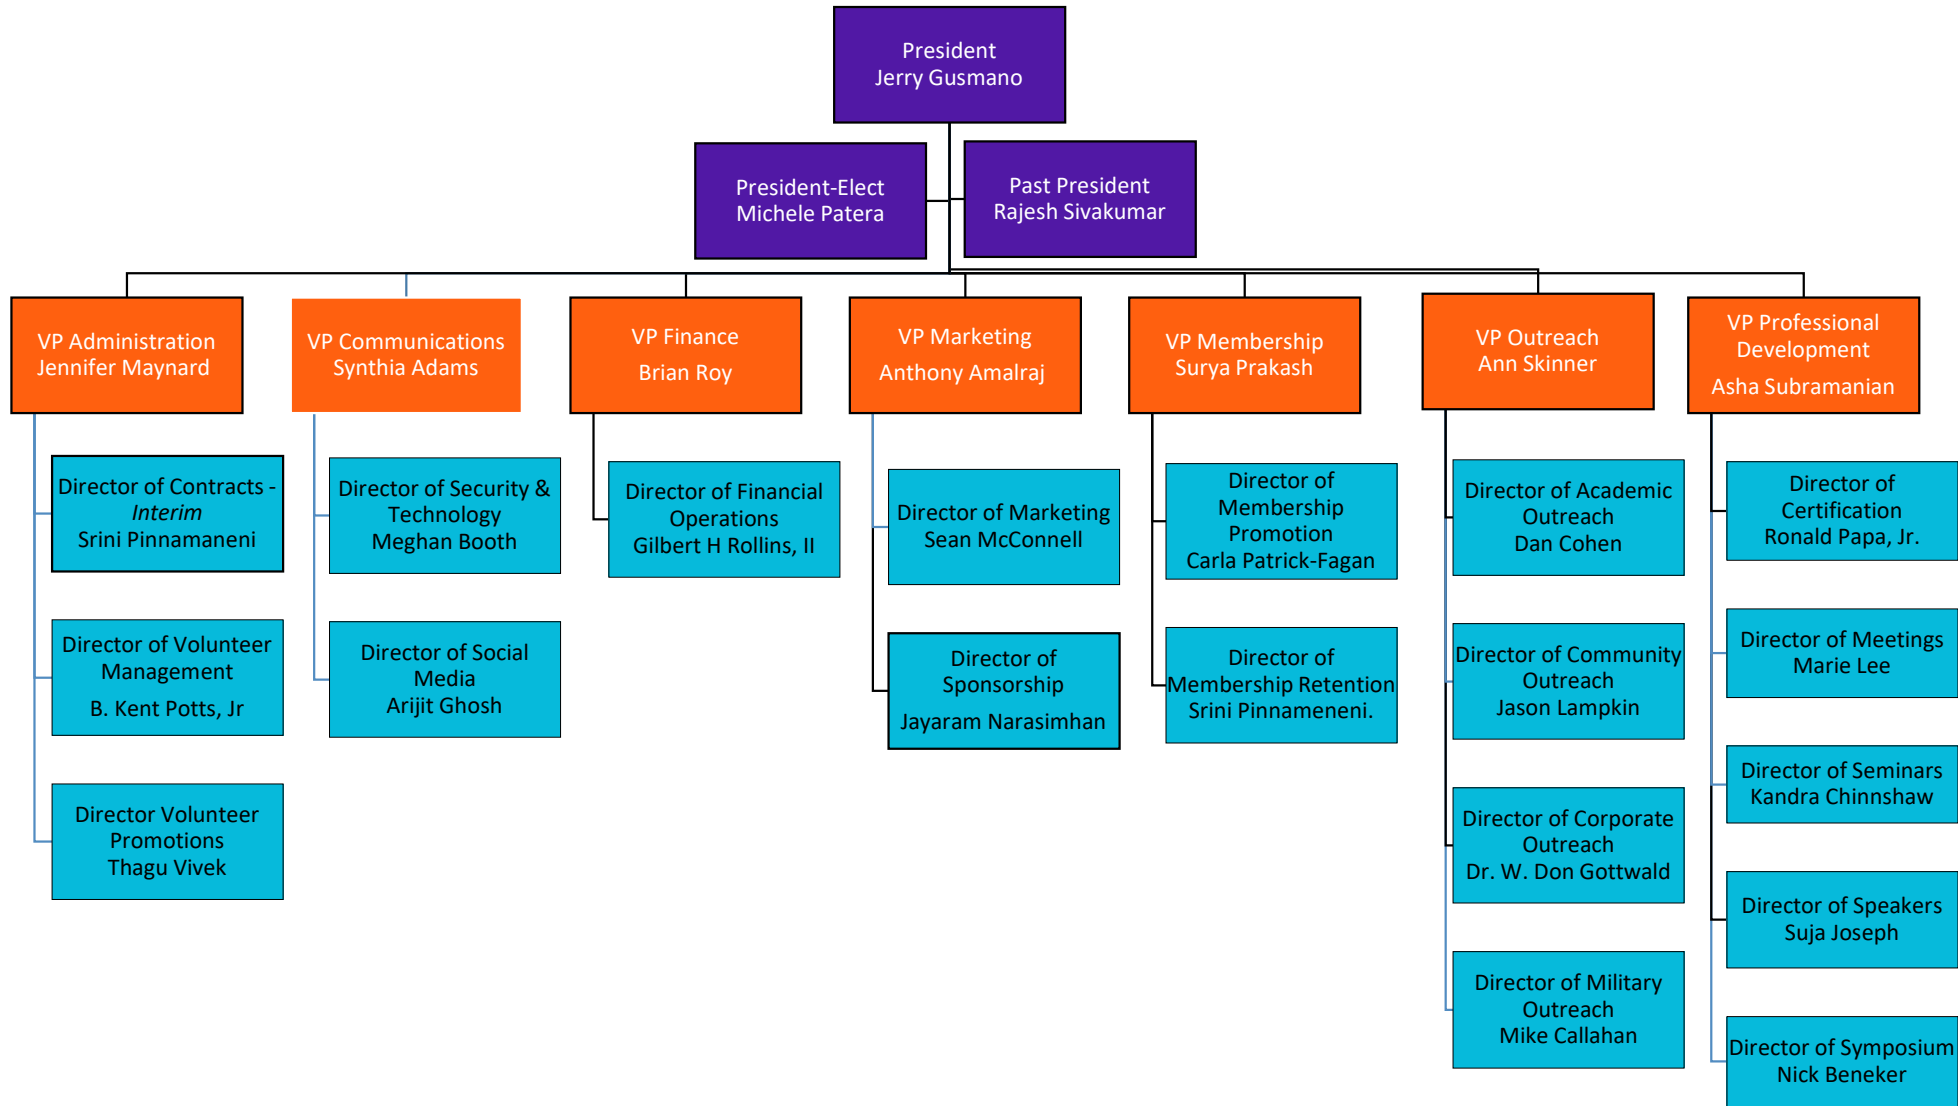 President
Jerry Gusmano
President-Elect
Michele Patera
Past President
Rajesh Sivakumar
VP Administration
Jennifer Maynard
VP Communications
Synthia Adams
VP Finance
Brian Roy
VP Marketing
Anthony Amalraj
VP Membership
Surya Prakash
VP Outreach
Ann Skinner
VP Professional
Development
Asha Subramanian
Director of Contracts -
Interim
Srini Pinnamaneni
Director of Volunteer
Management
B. Kent Potts, Jr
Director Volunteer
Promotions
Thagu Vivek
Director of Security &
Technology
Meghan Booth
Director of Social
Media
Arijit Ghosh
Director of Financial
Operations
Gilbert H Rollins, II
Director of Marketing
Sean McConnell
Director of
Sponsorship
Jayaram Narasimhan
Director of
Membership
Promotion
Carla Patrick-Fagan
Director of
Membership Retention
Srini Pinnameneni.
Director of Academic
Outreach
Dan Cohen
Director of Community
Outreach
Jason Lampkin
Director of Corporate
Outreach
Dr. W. Don Gottwald
Director of Military
Outreach
Mike Callahan
Director of
Certification
Ronald Papa, Jr.
Director of Meetings
Marie Lee
Director of Seminars
Kandra Chinnshaw
Director of Speakers
Suja Joseph
Director of Symposium
Nick Beneker